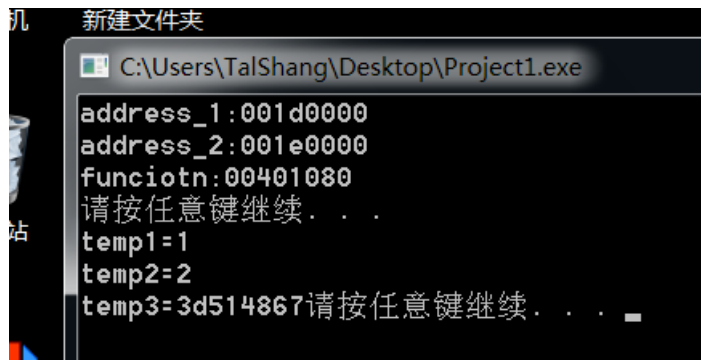 机
新建文件夹
C:\Users\TalShang\Desktop\Project1.exe
address_1:001d0000
address_2:001e0000
funciotn:00401080
请按任意键继续. . .
站
temp1=1
temp2=2
temp3=3d514867请按任意键继续. . .